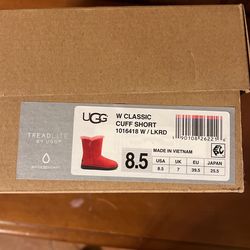 UGG
W CLASSIC
CUFF SHORT
1016418 W / LKRD
TREADLITE
BY UGG
MADE IN VIETNAM
8.5
USA UK EU JAPAN
8.5 7 39.5 25.5